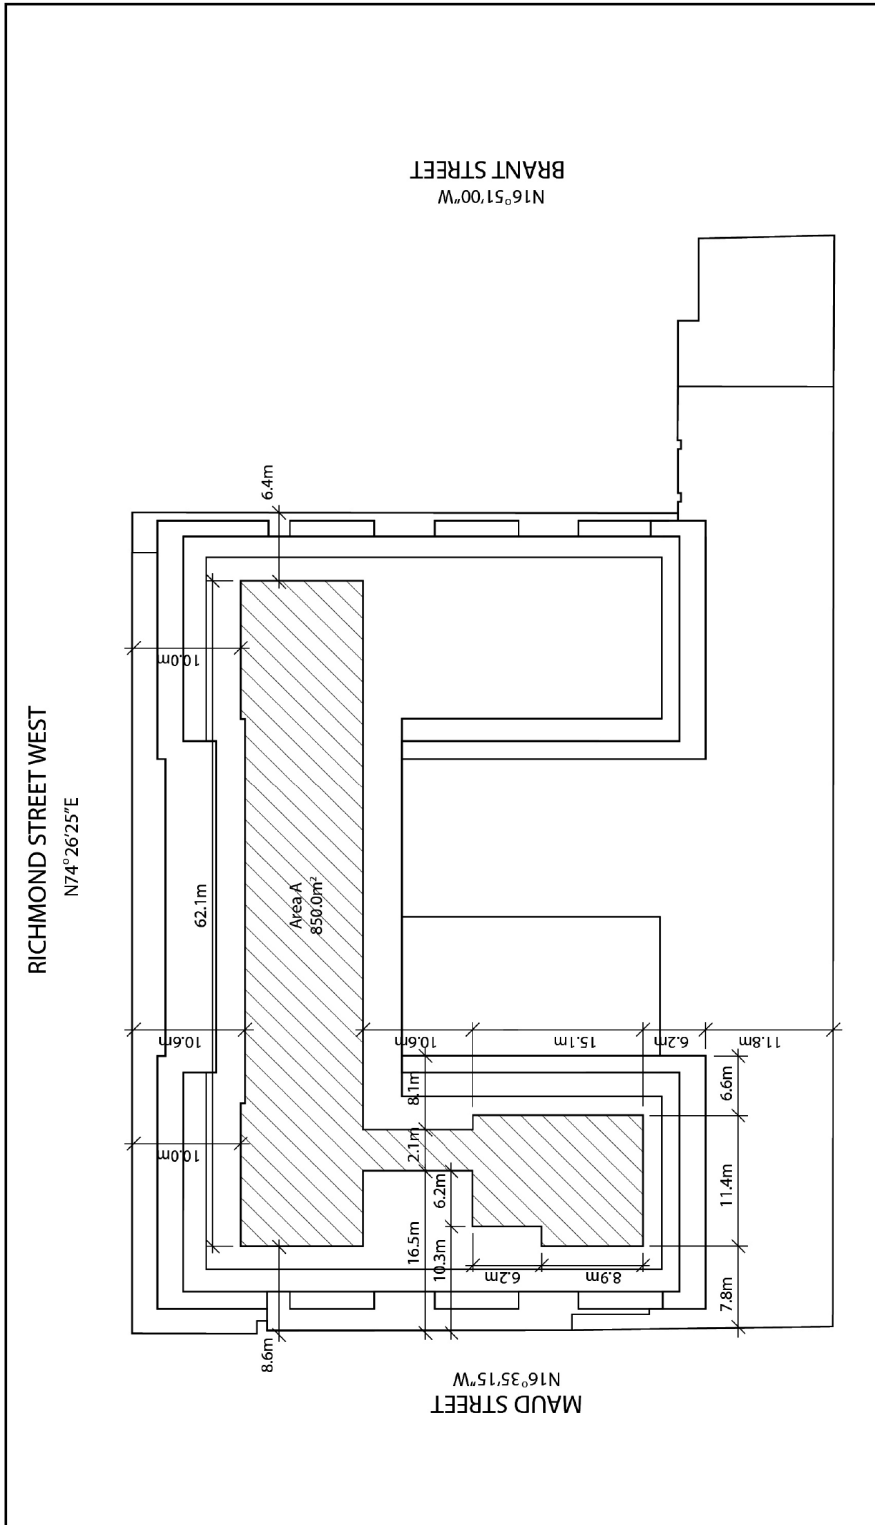 BRANT STREET
N16°51'00"W
RICHMOND STREET WEST
N74°26'25"E
6.4m
10.0m
62.1m
Area A
850.0m²
10.6m
10.6m
15.1m
6.2m
11.8m
8.1m
6.6m
10.0m
2.1m
6.2m
11.4m
16.5m
10.3m
6.2m
8.9m
7.8m
8.6m
N16°35'15"W
MAUD STREET